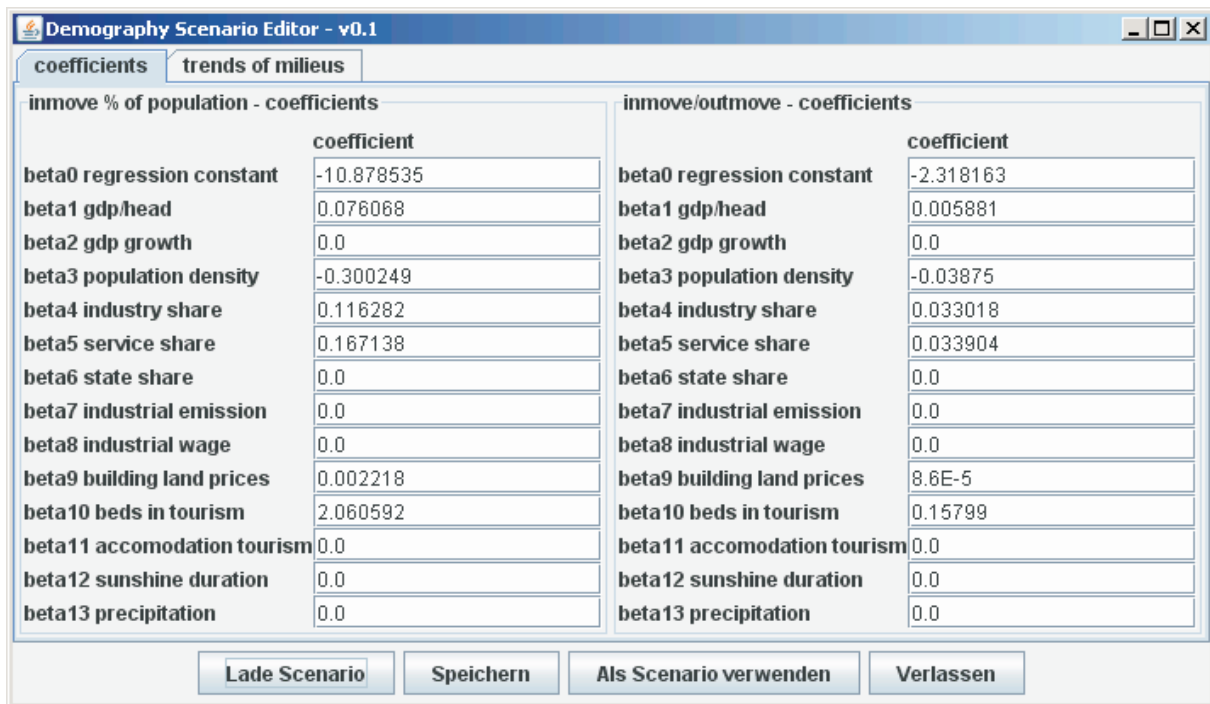 Demography Scenario Editor - v0.1
coefficients trends of milieus
inmove % of population - coefficients
coefficient
beta0 regression constant -10.878535
beta1 gdp/head 0.076068
beta2 gdp growth 0.0
beta3 population density -0.300249
beta4 industry share 0.116282
beta5 service share 0.167138
beta6 state share 0.0
beta7 industrial emission 0.0
beta8 industrial wage 0.0
beta9 building land prices 0.002218
beta10 beds in tourism 2.060592
beta11 accomodation tourism 0.0
beta12 sunshine duration 0.0
beta13 precipitation 0.0
inmove/outmove - coefficients
coefficient
beta0 regression constant -2.318163
beta1 gdp/head 0.005881
beta2 gdp growth 0.0
beta3 population density -0.03875
beta4 industry share 0.033018
beta5 service share 0.033904
beta6 state share 0.0
beta7 industrial emission 0.0
beta8 industrial wage 0.0
beta9 building land prices 8.6E-5
beta10 beds in tourism 0.15799
beta11 accomodation tourism 0.0
beta12 sunshine duration 0.0
beta13 precipitation 0.0
Lade Scenario Speichern Als Scenario verwenden Verlassen